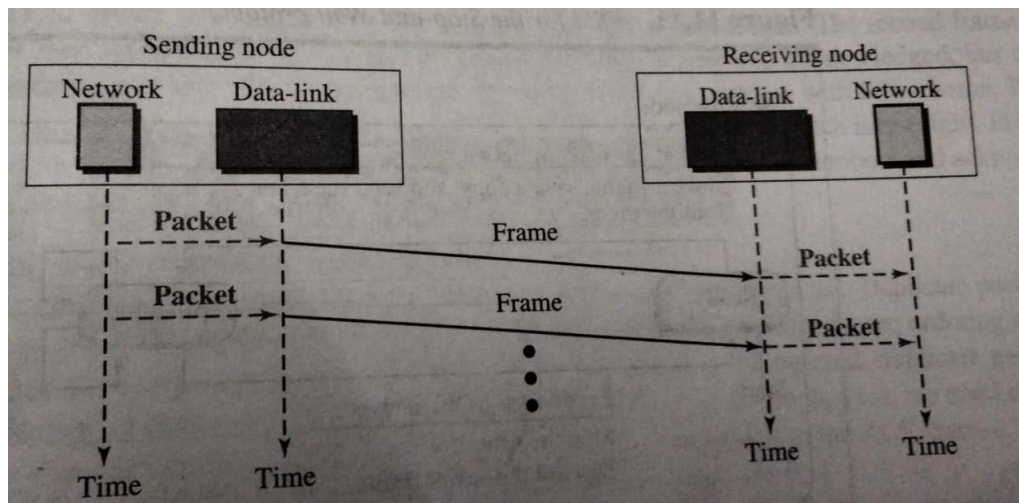 Sending node
Receiving node
Network
Data-link
Data-link
Network
Packet
Frame
Packet
Packet
Frame
Packet
Time
Time
Time
Time